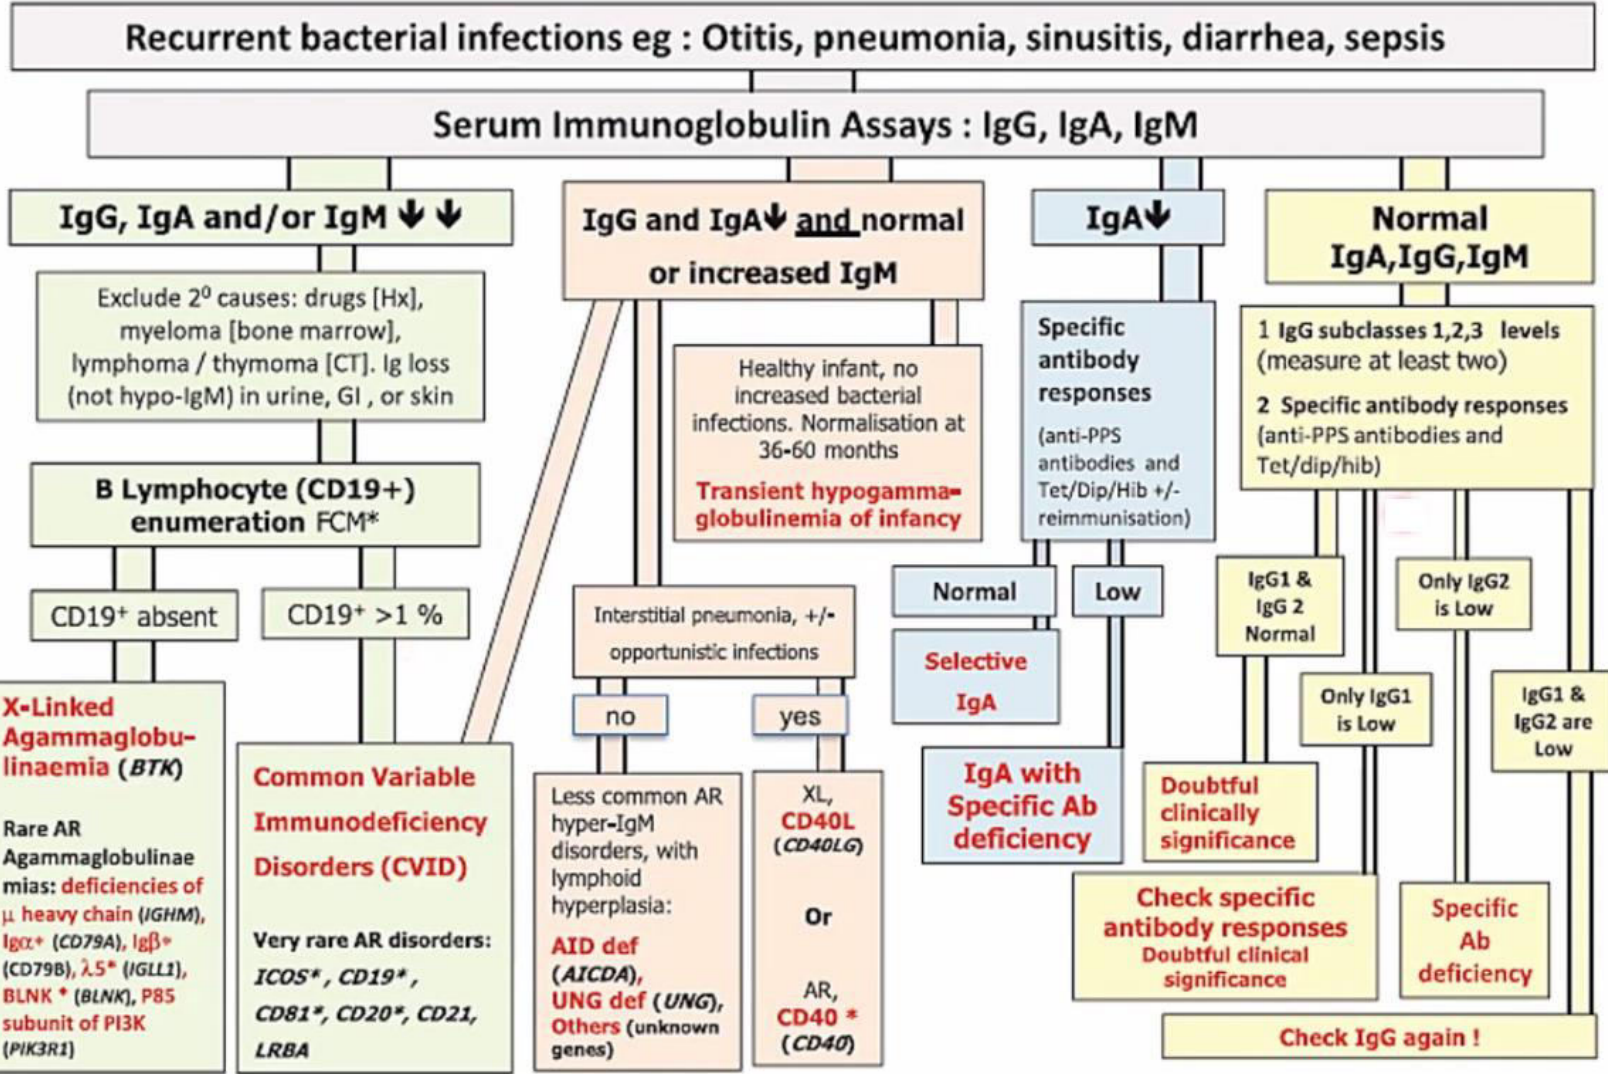 Recurrent bacterial infections eg : Otitis, pneumonia, sinusitis, diarrhea, sepsis
Serum Immunoglobulin Assays : IgG, IgA, IgM
IgG, IgA and/or IgM 🡻 🡻
Exclude 2⁰ causes: drugs [Hx],
myeloma [bone marrow],
lymphoma / thymoma [CT]. Ig loss
(not hypo-IgM) in urine, GI , or skin
B Lymphocyte (CD19+)
enumeration FCM*
CD19⁺ absent
CD19⁺ >1 %
X-Linked
Agammaglobu-
linaemia (BTK)
Rare AR
Agammaglobulinae
mias: deficiencies of
µ heavy chain (IGHM),
Igα⁺ (CD79A), Igβ⁺
(CD79B), λ5* (IGLL1),
BLNK * (BLNK), P85
subunit of PI3K
(PIK3R1)
Common Variable
Immunodeficiency
Disorders (CVID)
Very rare AR disorders:
ICOS*, CD19*,
CD81*, CD20*, CD21,
LRBA
IgG and IgA🡻 and normal
or increased IgM
Healthy infant, no
increased bacterial
infections. Normalisation at
36-60 months
Transient hypogamma-
globulinemia of infancy
Interstitial pneumonia, +/-
opportunistic infections
no
yes
Less common AR
hyper-IgM
disorders, with
lymphoid
hyperplasia:
AID def
(AICDA),
UNG def (UNG),
Others (unknown
genes)
XL,
CD40L
(CD40LG)
Or
AR,
CD40 *
(CD40)
IgA🡻
Specific
antibody
responses
(anti-PPS
antibodies and
Tet/Dip/Hib +/-
reimmunisation)
Normal
Low
Selective
IgA
IgA with
Specific Ab
deficiency
Normal
IgA,IgG,IgM
1 IgG subclasses 1,2,3 levels
(measure at least two)
2 Specific antibody responses
(anti-PPS antibodies and
Tet/dip/hib)
IgG1 &
IgG 2
Normal
Only IgG1
is Low
Only IgG2
is Low
IgG1 &
IgG2 are
Low
Doubtful
clinically
significance
Check specific
antibody responses
Doubtful clinical
significance
Specific
Ab
deficiency
Check IgG again !